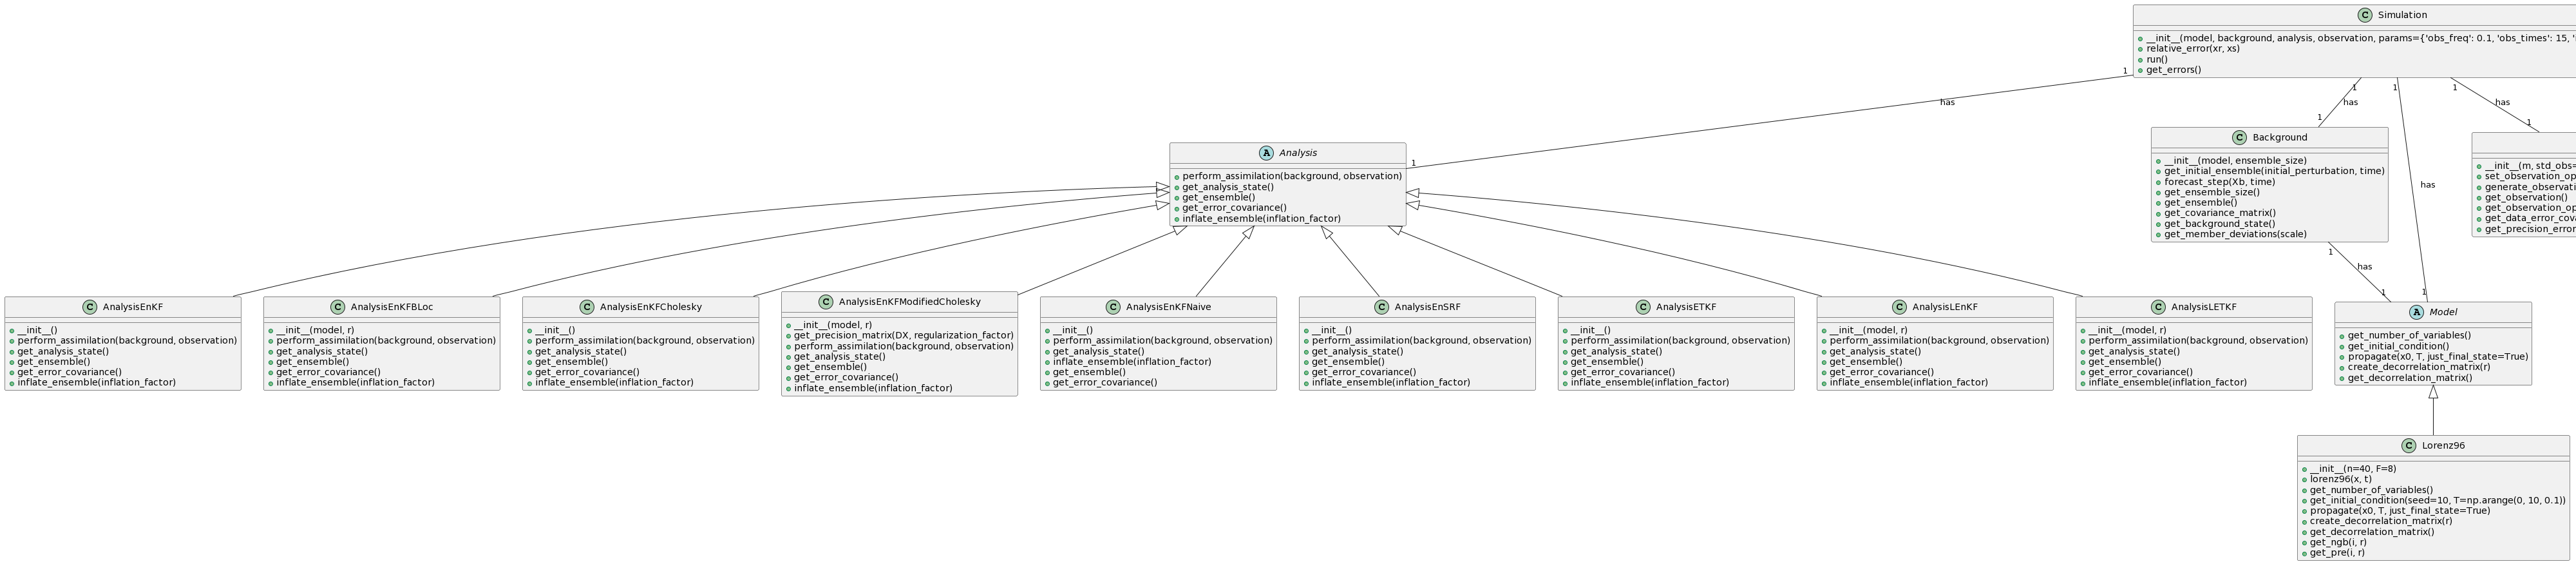 C Simulation
__init__(model, background, analysis, observation, params={'obs_freq': 0.1, 'obs_times': 15, '
relative_error(xr, xs)
run()
get_errors()
1
1
1
1
has
has
has
has
1
1
1
1
A Analysis
perform_assimilation(background, observation)
get_analysis_state()
get_ensemble()
get_error_covariance()
inflate_ensemble(inflation_factor)
C Background
__init__(model, ensemble_size)
get_initial_ensemble(initial_perturbation, time)
forecast_step(Xb, time)
get_ensemble_size()
get_ensemble()
get_covariance_matrix()
get_background_state()
get_member_deviations(scale)
__init__(m, std_obs=
set_observation_op
generate_observati
get_observation()
get_observation_op
get_data_error_cova
get_precision_error
1
has
1
C AnalysisEnKF
__init__()
perform_assimilation(background, observation)
get_analysis_state()
get_ensemble()
get_error_covariance()
inflate_ensemble(inflation_factor)
C AnalysisEnKFBLoc
__init__(model, r)
perform_assimilation(background, observation)
get_analysis_state()
get_ensemble()
get_error_covariance()
inflate_ensemble(inflation_factor)
C AnalysisEnKFCholesky
__init__()
perform_assimilation(background, observation)
get_analysis_state()
get_ensemble()
get_error_covariance()
inflate_ensemble(inflation_factor)
C AnalysisEnKFModifiedCholesky
__init__(model, r)
get_precision_matrix(DX, regularization_factor)
perform_assimilation(background, observation)
get_analysis_state()
get_ensemble()
get_error_covariance()
inflate_ensemble(inflation_factor)
C AnalysisEnKFNaive
__init__()
perform_assimilation(background, observation)
get_analysis_state()
inflate_ensemble(inflation_factor)
get_ensemble()
get_error_covariance()
C AnalysisEnSRF
__init__()
perform_assimilation(background, observation)
get_analysis_state()
get_ensemble()
get_error_covariance()
inflate_ensemble(inflation_factor)
C AnalysisETKF
__init__()
perform_assimilation(background, observation)
get_analysis_state()
get_ensemble()
get_error_covariance()
inflate_ensemble(inflation_factor)
C AnalysisLEnKF
__init__(model, r)
perform_assimilation(background, observation)
get_analysis_state()
get_ensemble()
get_error_covariance()
inflate_ensemble(inflation_factor)
C AnalysisLETKF
__init__(model, r)
perform_assimilation(background, observation)
get_analysis_state()
get_ensemble()
get_error_covariance()
inflate_ensemble(inflation_factor)
A Model
get_number_of_variables()
get_initial_condition()
propagate(x0, T, just_final_state=True)
create_decorrelation_matrix(r)
get_decorrelation_matrix()
C Lorenz96
__init__(n=40, F=8)
lorenz96(x, t)
get_number_of_variables()
get_initial_condition(seed=10, T=np.arange(0, 10, 0.1))
propagate(x0, T, just_final_state=True)
create_decorrelation_matrix(r)
get_decorrelation_matrix()
get_ngb(i, r)
get_pre(i, r)